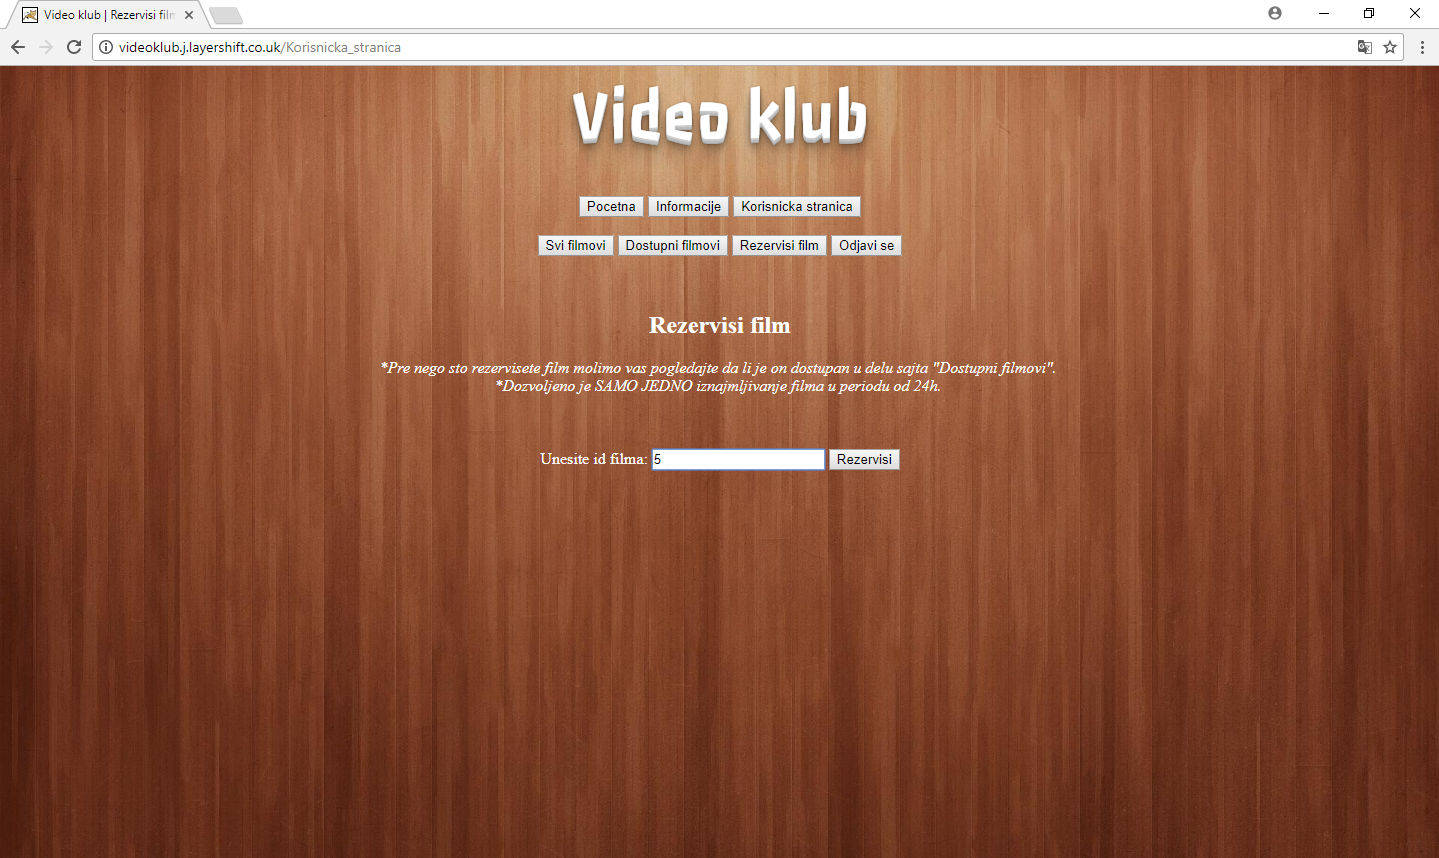 Video klub | Rezervisi film
videoklub.j.layershift.co.uk/Korisnicka_stranica
Video klub
Pocetna Informacije Korisnicka stranica
Svi filmovi Dostupni filmovi Rezervisi film Odjavi se
Rezervisi film
*Pre nego sto rezervisete film molimo vas pogledajte da li je on dostupan u delu sajta "Dostupni filmovi".
*Dozvoljeno je SAMO JEDNO iznajmljivanje filma u periodu od 24h.
Unesite id filma: 5 Rezervisi